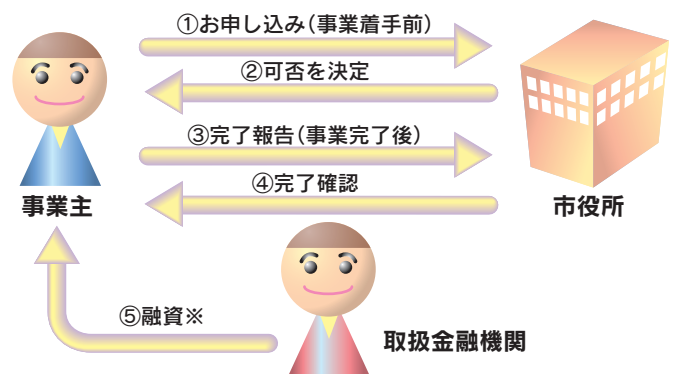 ①お申し込み（事業着手前）
②可否を決定
③完了報告（事業完了後）
④完了確認
事業主
市役所
⑤融資※
取扱金融機関